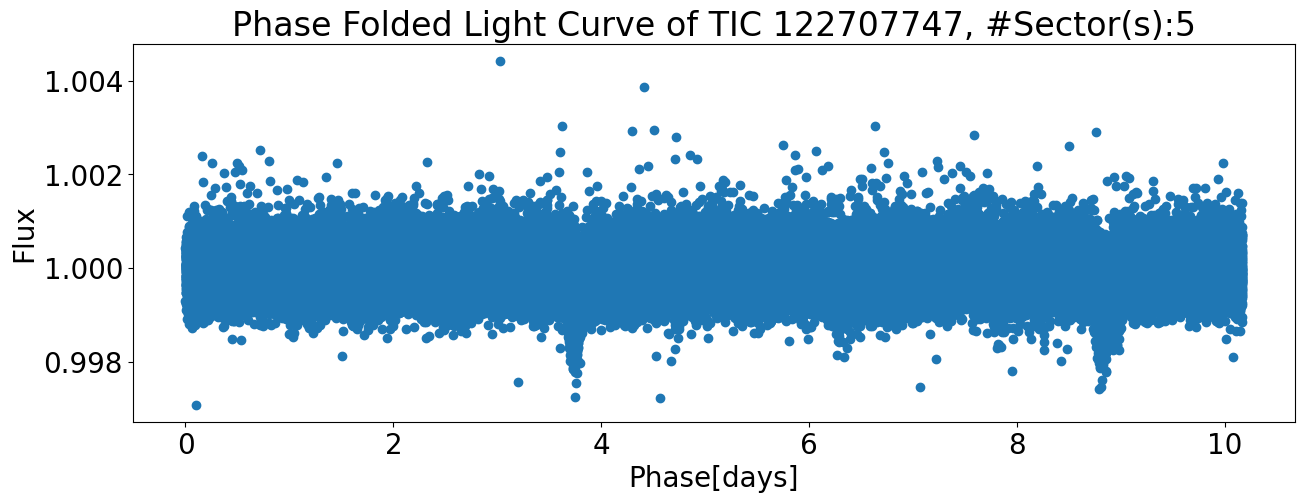 Phase Folded Light Curve of TIC 122707747, #Sector(s):5
Flux
1.004
1.002
1.000
0.998
0 2 4 6 8 10
Phase[days]